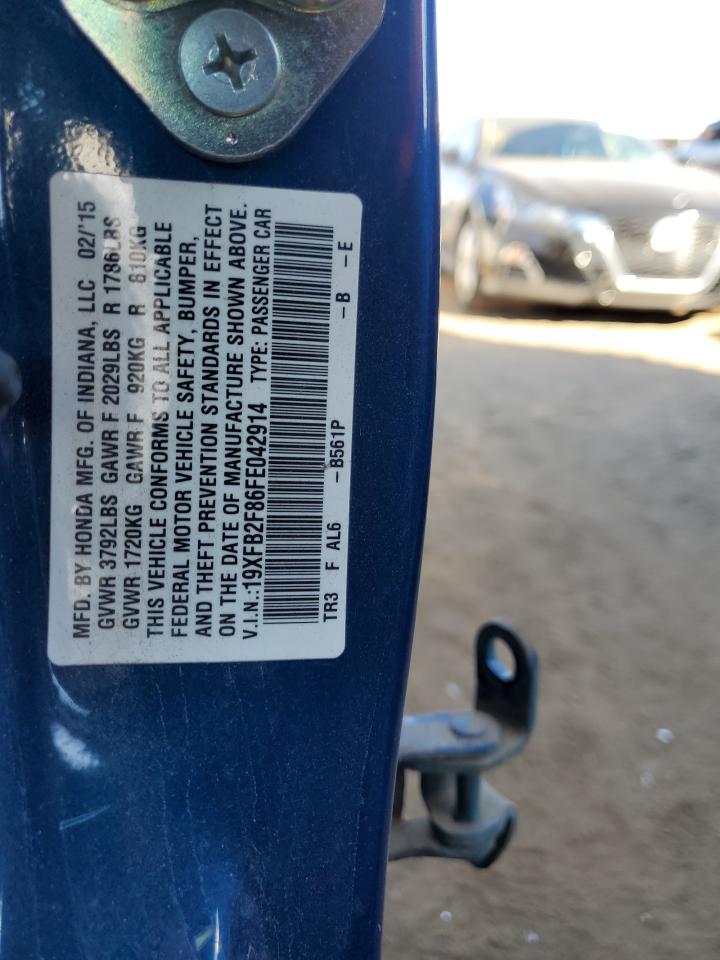 MFD. BY HONDA MFG. OF INDIANA, LLC 02/'15
GVWR 3792LBS GAWR F 2029LBS R 1786LBS
GVWR 1720KG GAWR F 920KG R 810KG
THIS VEHICLE CONFORMS TO ALL APPLICABLE
FEDERAL MOTOR VEHICLE SAFETY, BUMPER,
AND THEFT PREVENTION STANDARDS IN EFFECT
ON THE DATE OF MANUFACTURE SHOWN ABOVE.
V.I.N.:19XFB2F86FE042914 TYPE: PASSENGER CAR
TR3 F AL6 –B561P –B –E